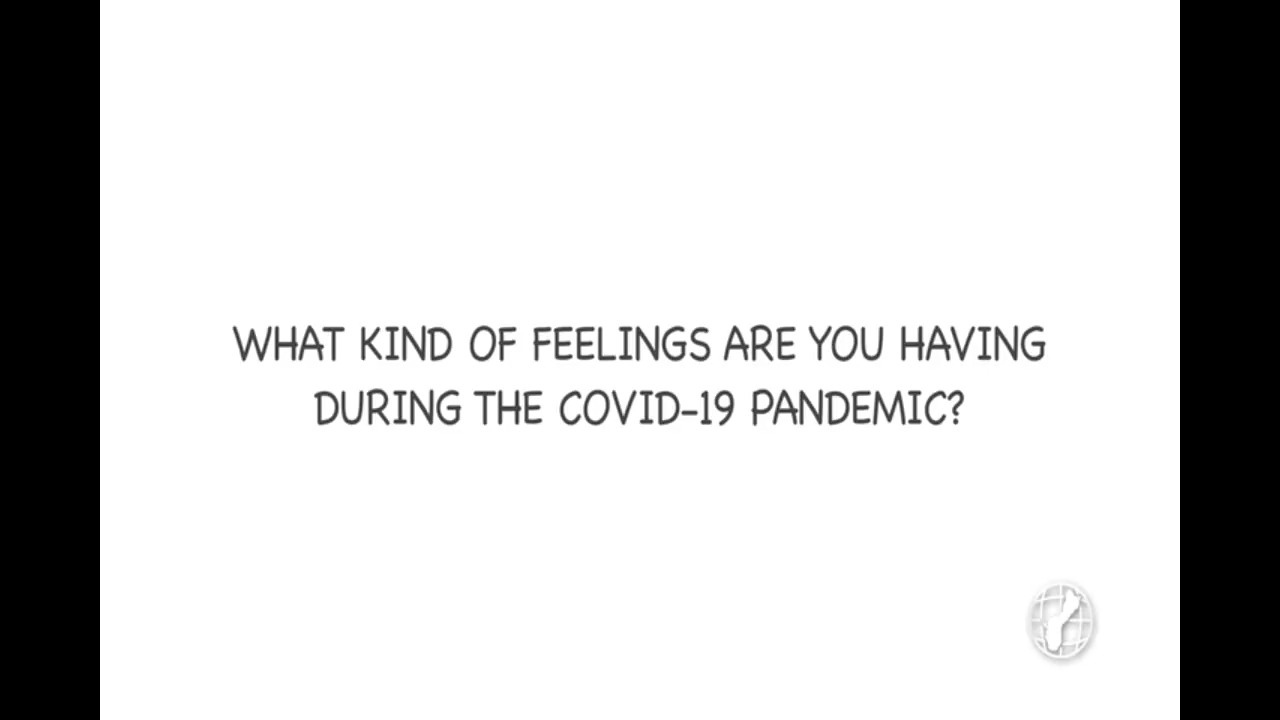 WHAT KIND OF FEELINGS ARE YOU HAVING
DURING THE COVID-19 PANDEMIC?